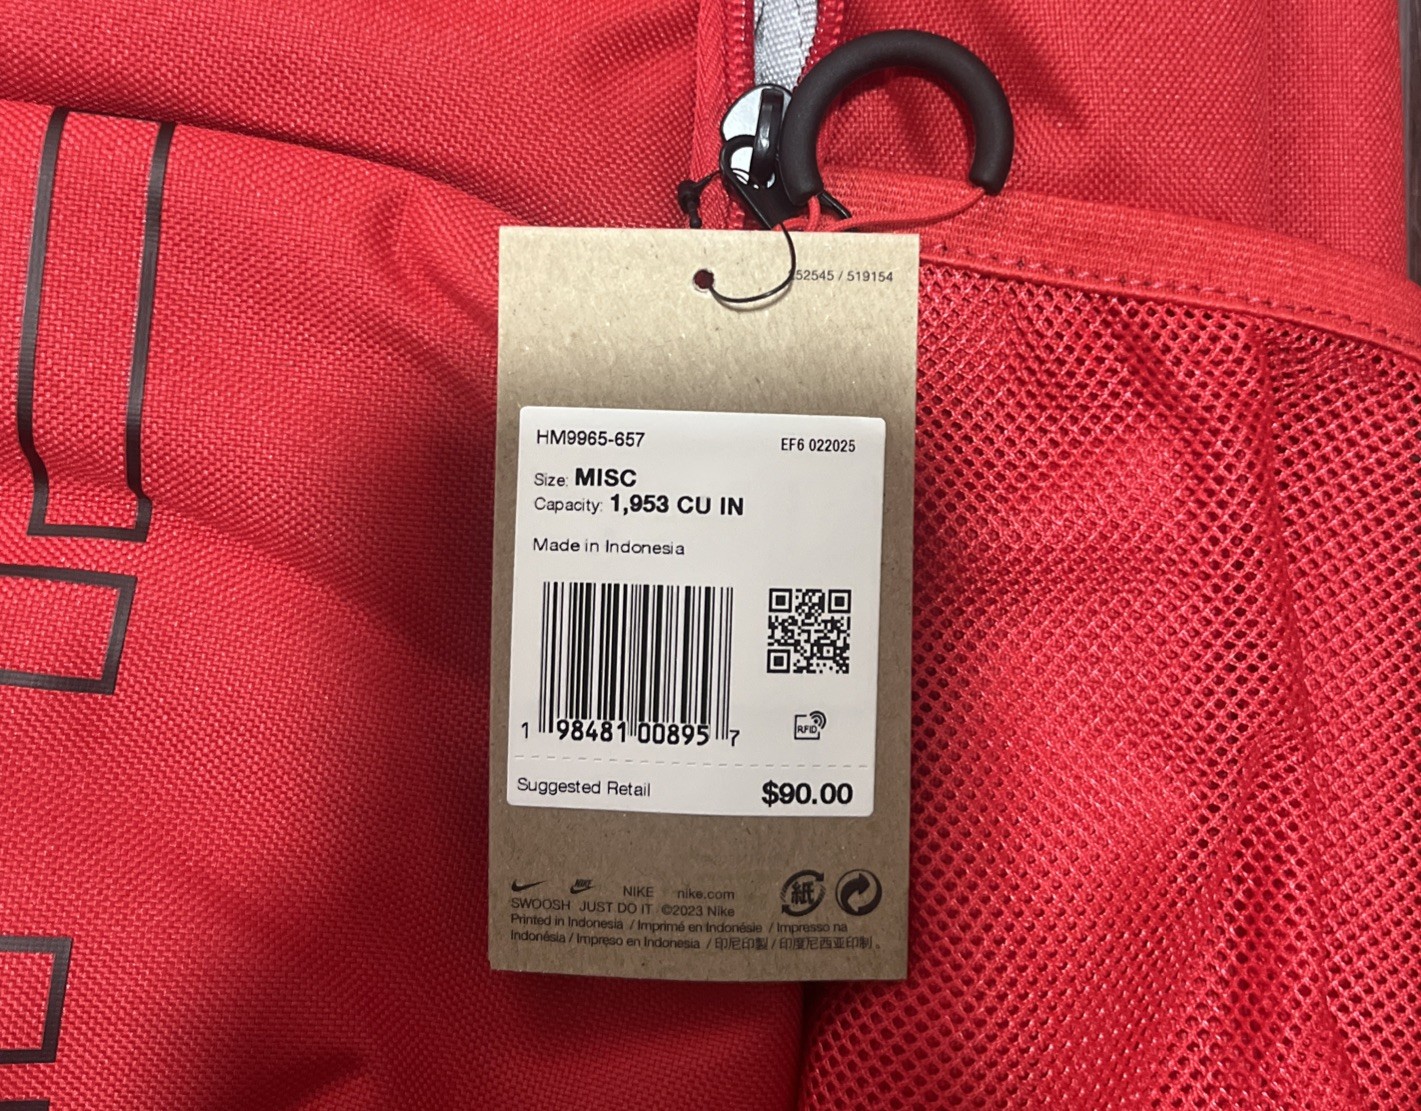 52545 / 519154
HM9965-657
EF6 022025
Size: MISC
Capacity: 1,953 CU IN
Made in Indonesia
1 98481 00895 7
RFID
Suggested Retail
$90.00
NIKE nike.com
SWOOSH JUST DO IT ©2023 Nike
紙
Printed in Indonesia / Imprimé en Indonésie / Impresso na
Indonésia / Impreso en Indonesia / 印尼印製 / 印度尼西亚印制。